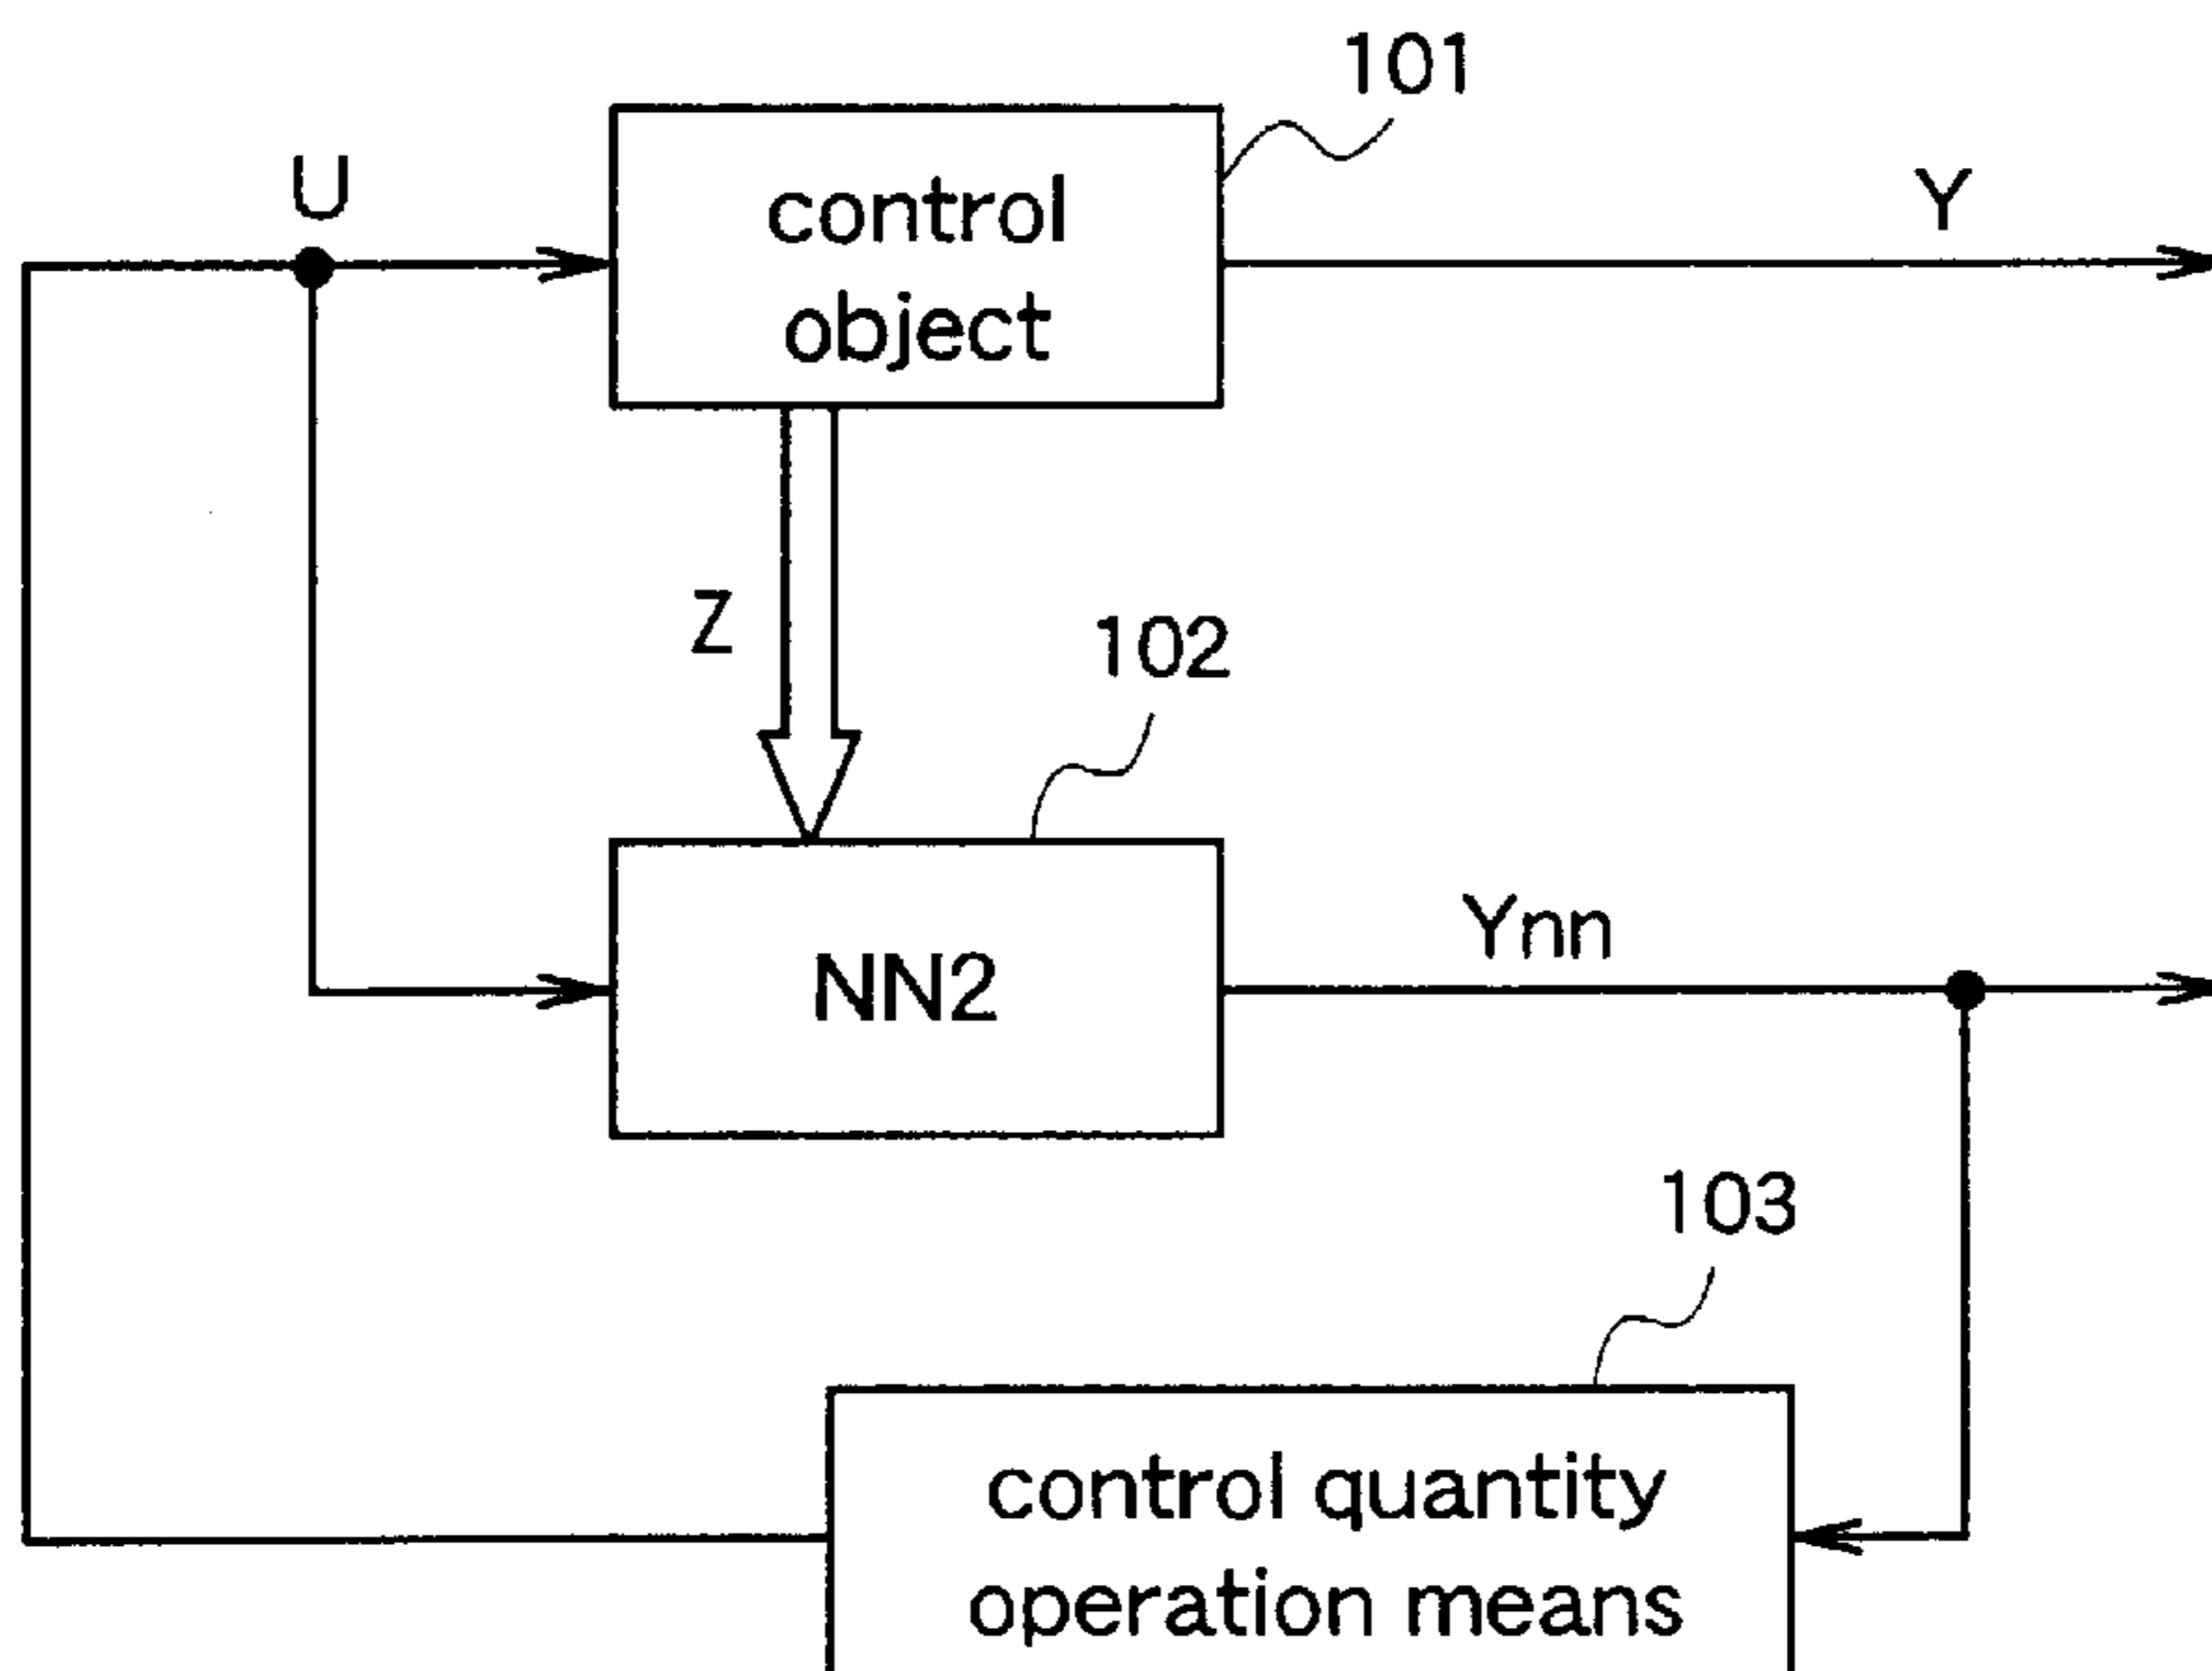 101
U
control
object
Y
Z
102
NN2
Ynn
103
control quantity
operation means